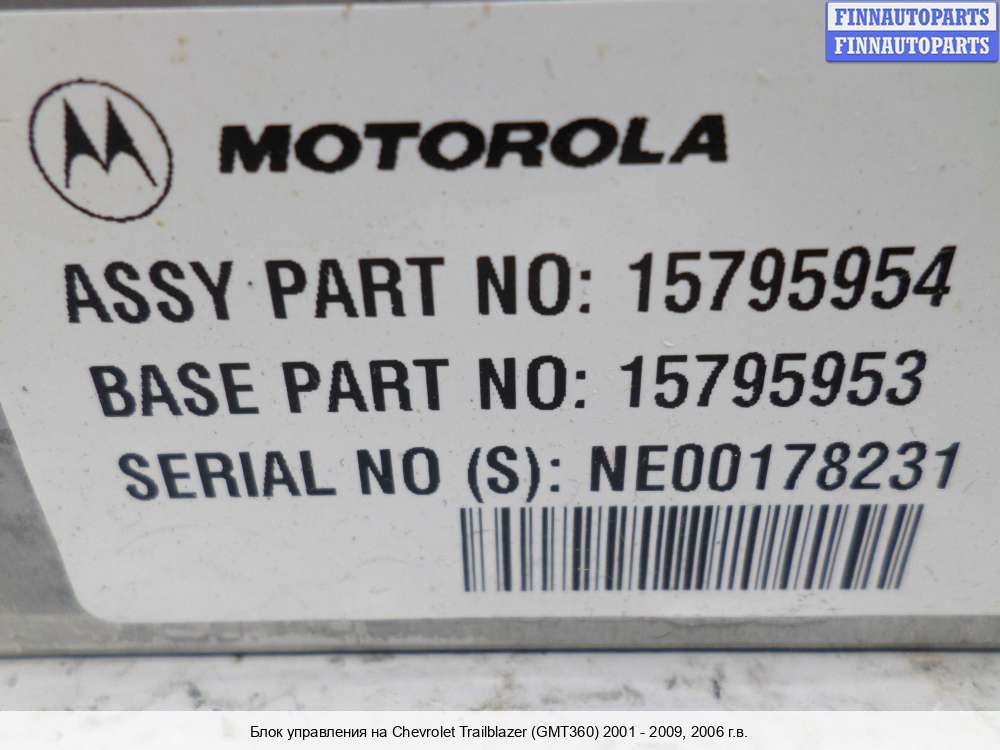 FINNAUTOPARTS
FINNAUTOPARTS
MOTOROLA
ASSY PART NO: 15795954
BASE PART NO: 15795953
SERIAL NO (S): NE00178231
Блок управления на Chevrolet Trailblazer (GMT360) 2001 - 2009, 2006 г.в.